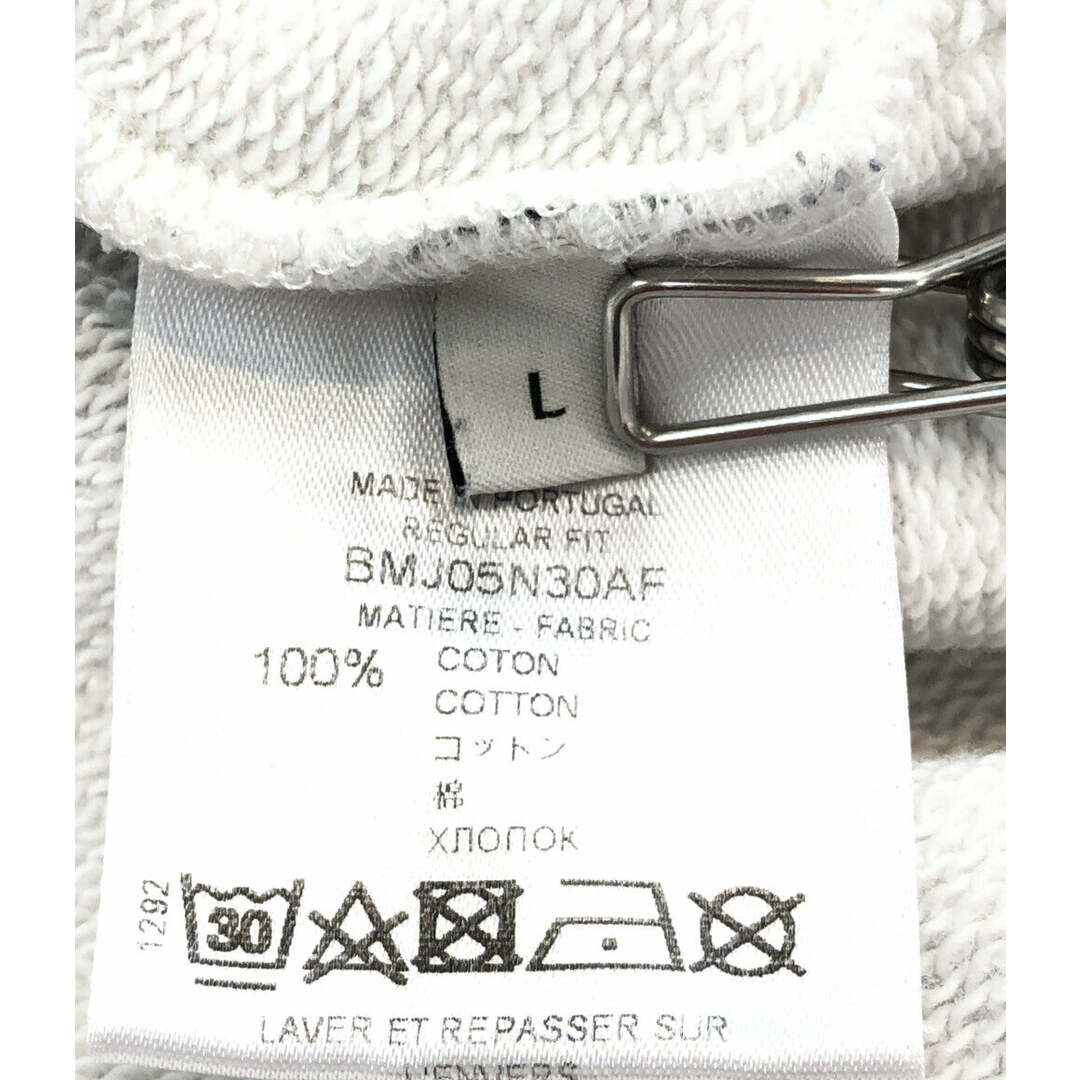 L
MADE IN PORTUGAL
REGULAR FIT
BMJ05N30AF
MATIERE - FABRIC
100% COTON
COTTON
コットン
棉
ХЛОПОК
1292
30
LAVER ET REPASSER SUR
L'ENVERS